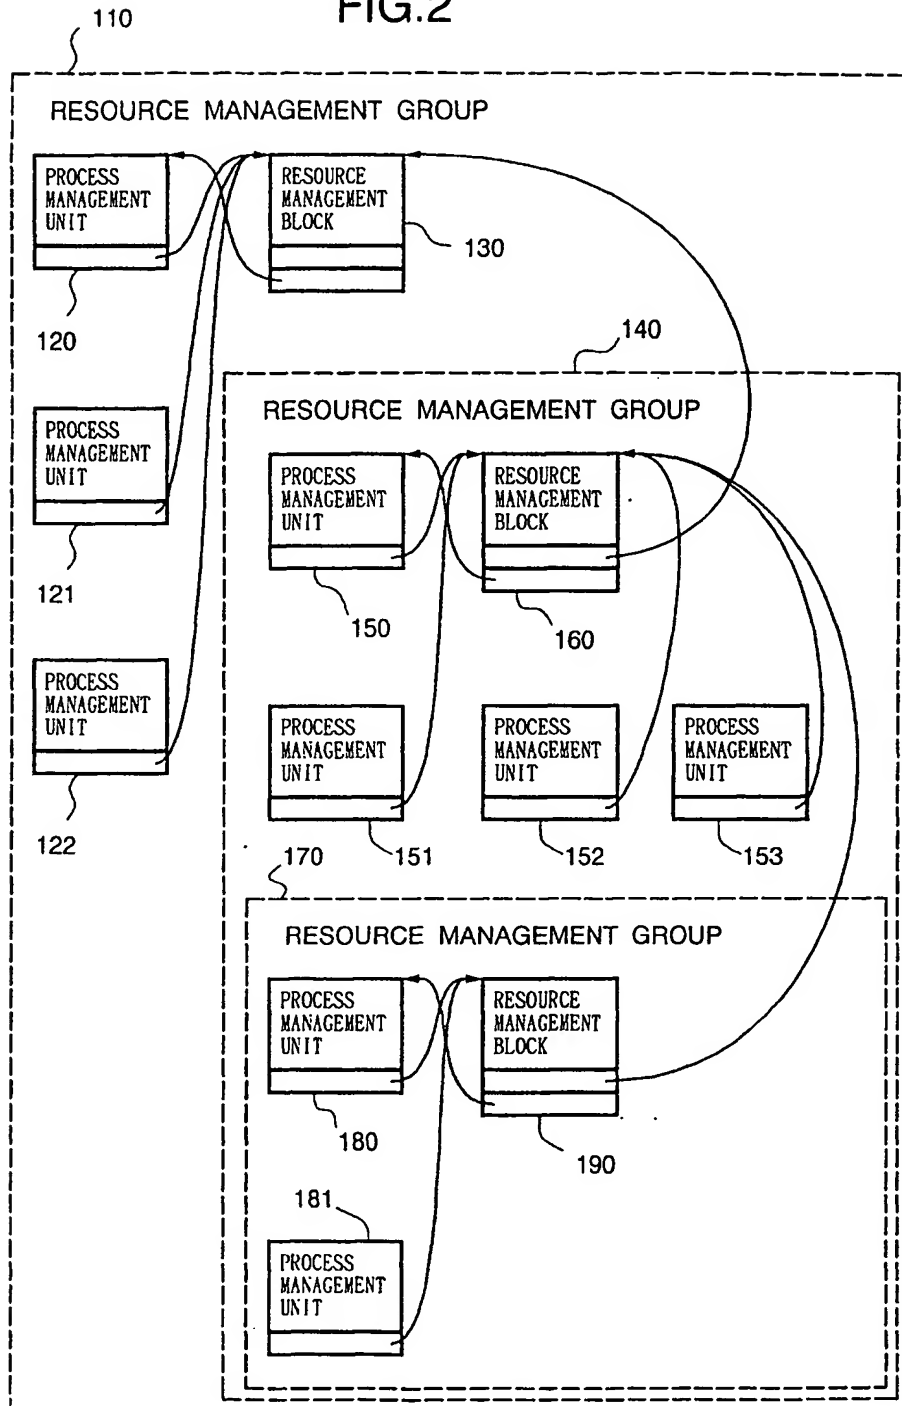 FIG.2
110
RESOURCE MANAGEMENT GROUP
PROCESS
MANAGEMENT
UNIT
RESOURCE
MANAGEMENT
BLOCK
130
120
140
RESOURCE MANAGEMENT GROUP
PROCESS
MANAGEMENT
UNIT
121
PROCESS
MANAGEMENT
UNIT
RESOURCE
MANAGEMENT
BLOCK
150
160
PROCESS
MANAGEMENT
UNIT
122
PROCESS
MANAGEMENT
UNIT
PROCESS
MANAGEMENT
UNIT
PROCESS
MANAGEMENT
UNIT
151
152
153
170
RESOURCE MANAGEMENT GROUP
PROCESS
MANAGEMENT
UNIT
RESOURCE
MANAGEMENT
BLOCK
180
190
181
PROCESS
MANAGEMENT
UNIT